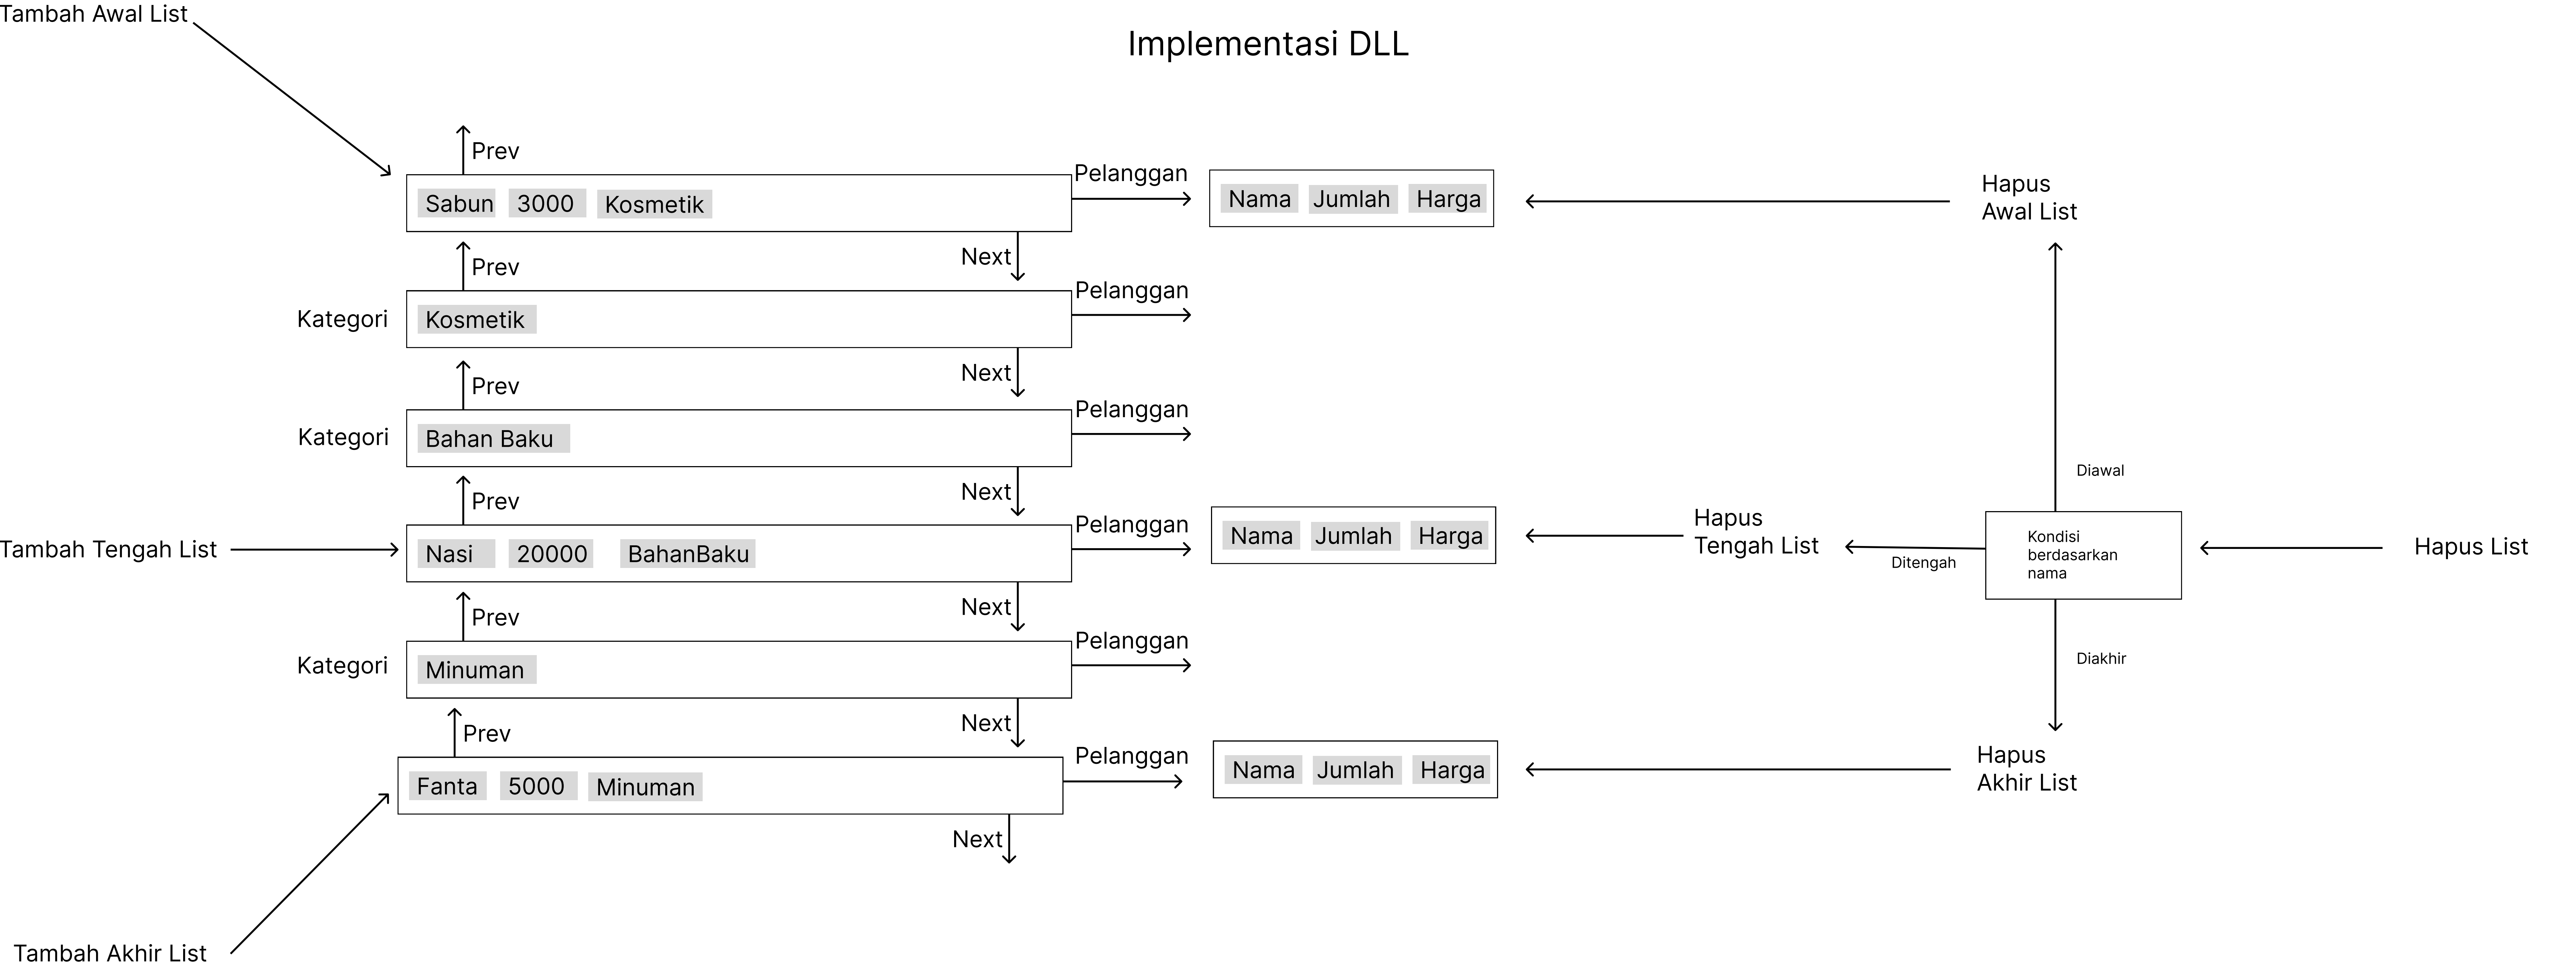 Tambah Awal List
Implementasi DLL
Prev
Pelanggan
Sabun 3000 Kosmetik
Nama Jumlah Harga
Hapus
Awal List
Next
Prev
Pelanggan
Kategori
Kosmetik
Next
Prev
Pelanggan
Kategori
Bahan Baku
Diawal
Next
Prev
Pelanggan
Tambah Tengah List
Nasi 20000 BahanBaku
Nama Jumlah Harga
Hapus
Tengah List
Ditengah
Kondisi
berdasarkan
nama
Hapus List
Next
Prev
Pelanggan
Kategori
Minuman
Diakhir
Next
Prev
Pelanggan
Fanta 5000 Minuman
Nama Jumlah Harga
Hapus
Akhir List
Next
Tambah Akhir List